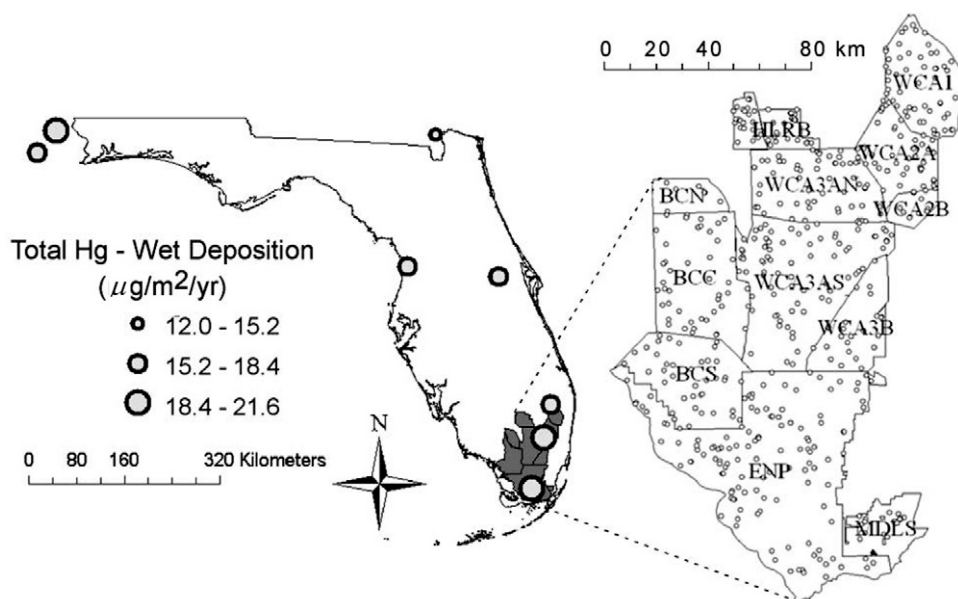 Total Hg - Wet Deposition
(μg/m2/yr)
12.0 - 15.2
15.2 - 18.4
18.4 - 21.6
0 80 160 320 Kilometers
N
0 20 40 80 km
WCA1
HLRB
WCA2A
WCA3AN
BCN
WCA2B
BCC
WCA3AS
WCA3B
BCS
ENP
MDLS